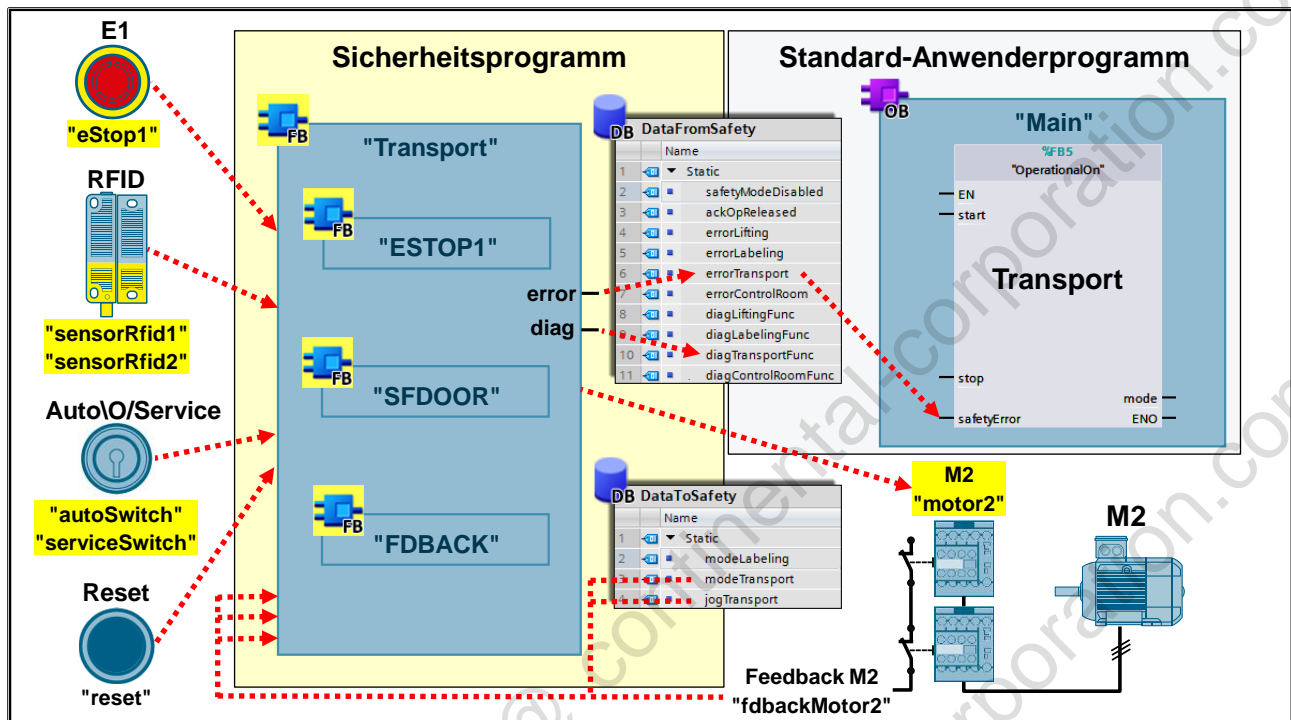 E1
"eStop1"
RFID
"sensorRfid1"
"sensorRfid2"
Auto\O/Service
"autoSwitch"
"serviceSwitch"
Reset
"reset"
Sicherheitsprogramm
FB
"Transport"
FB
"ESTOP1"
error
diag
FB
"SFDOOR"
FB
"FDBACK"
DB DataFromSafety
Name
1 Static
2 safetyModeDisabled
3 ackOpReleased
4 errorLifting
5 errorLabeling
6 errorTransport
7 errorControlRoom
8 diagLiftingFunc
9 diagLabelingFunc
10 diagTransportFunc
11 diagControlRoomFunc
DB DataToSafety
Name
1 Static
2 modeLabeling
3 modeTransport
4 jogTransport
Standard-Anwenderprogramm
OB
"Main"
%FB5
"OperationalOn"
EN
start
Transport
stop
mode
safetyError
ENO
M2
"motor2"
M2
Feedback M2
"fdbackMotor2"
@ continental-corporation.com